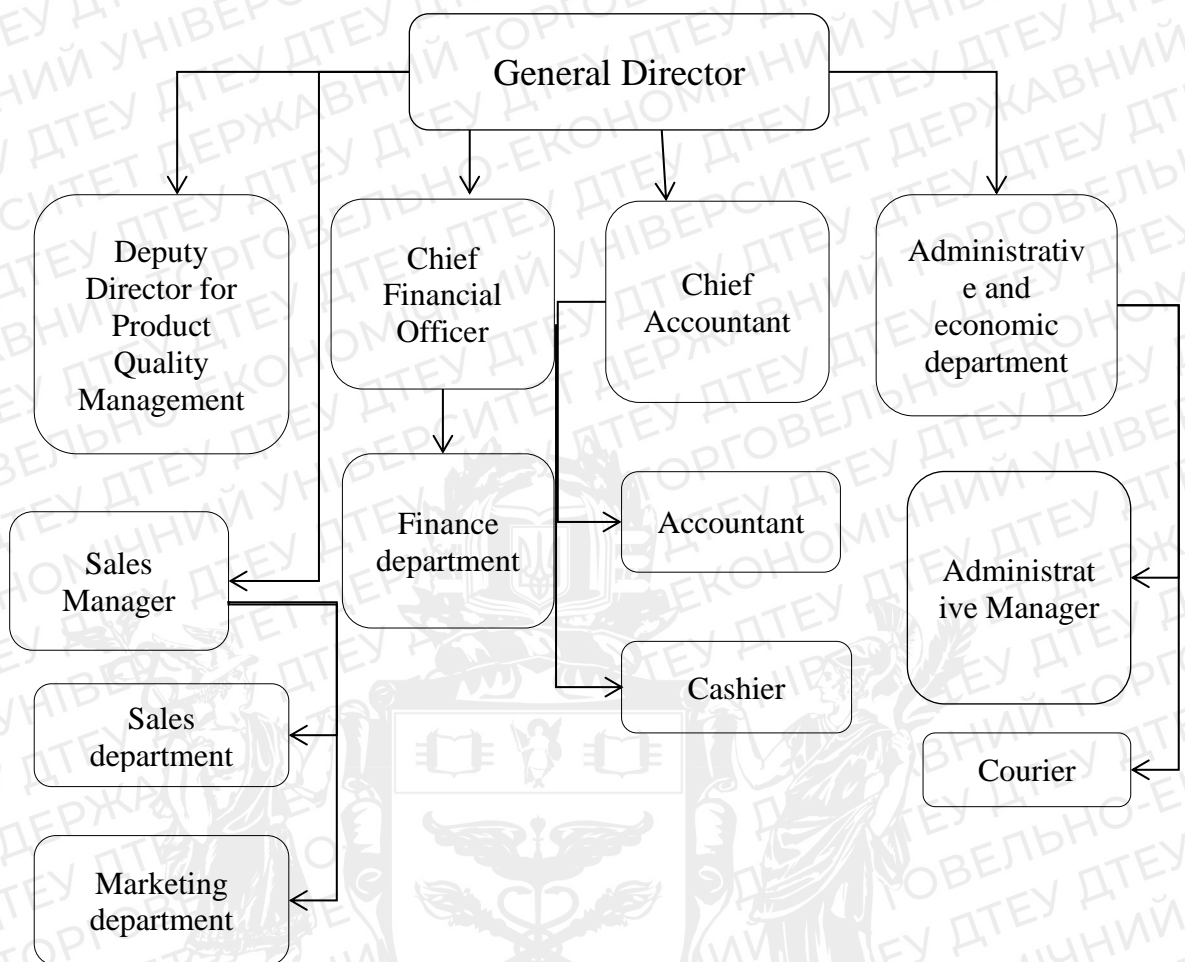 General Director
Deputy
Director for
Product
Quality
Management
Chief
Financial
Officer
Chief
Accountant
Administrativ
e and
economic
department
Finance
department
Accountant
Sales
Manager
Administrat
ive Manager
Cashier
Sales
department
Courier
Marketing
department